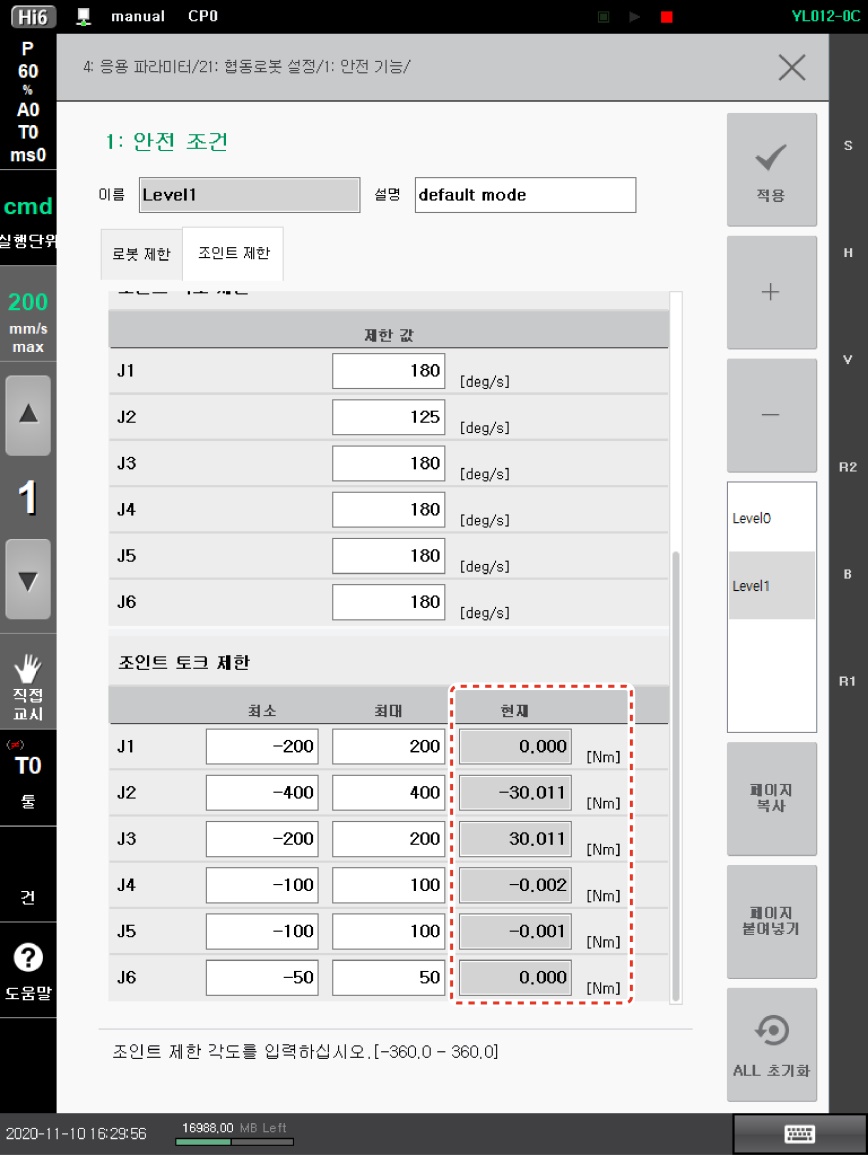 Hi6 manual CP0 YL012-0C
P
60
%
A0
T0
ms0
cmd
실행단위
200
mm/s
max
1
직접
교시
T0
툴
건
?
도움말
4: 응용 파라미터/21: 협동로봇 설정/1: 안전 기능/
1: 안전 조건
이름 Level1 설명 default mode
로봇 제한 조인트 제한
제한 값
J1 180 [deg/s]
J2 125 [deg/s]
J3 180 [deg/s]
J4 180 [deg/s]
J5 180 [deg/s]
J6 180 [deg/s]
조인트 토크 제한
최소 최대 현재
J1 -200 200 0.000 [Nm]
J2 -400 400 -30.011 [Nm]
J3 -200 200 30.011 [Nm]
J4 -100 100 -0.002 [Nm]
J5 -100 100 -0.001 [Nm]
J6 -50 50 0.000 [Nm]
조인트 제한 각도를 입력하십시오.[-360.0 - 360.0]
적용
+
-
Level0
Level1
페이지
복사
페이지
붙여넣기
ALL 초기화
S
H
V
R2
B
R1
2020-11-10 16:29:56 16988.00 MB Left